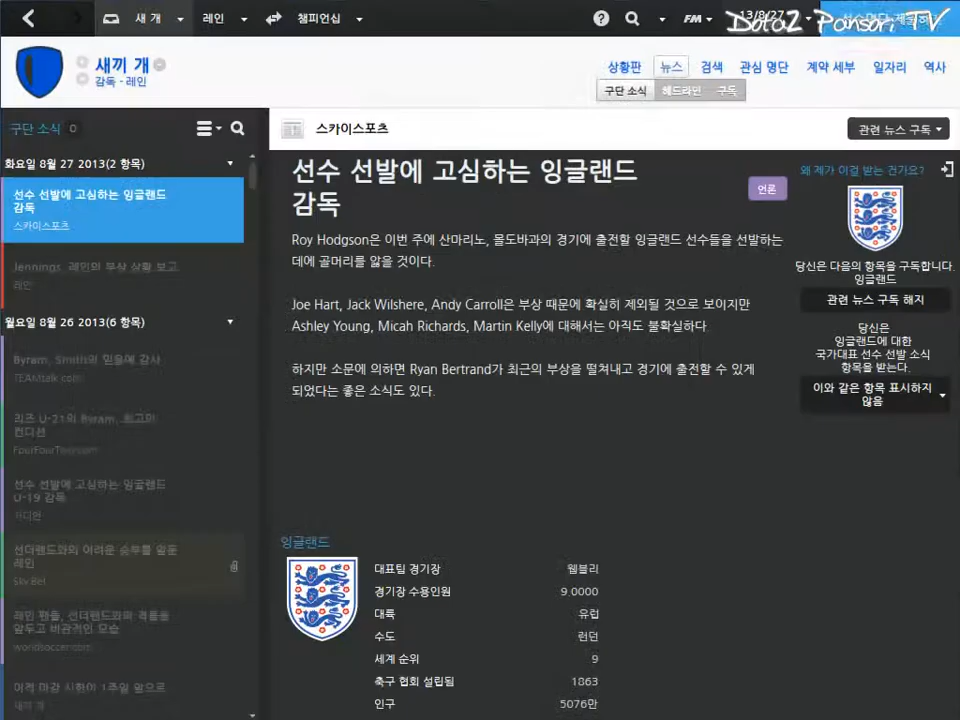 새 개
레인
챔피언십
FM
13/8/27
Dota2 Pansori TV
새끼 개
감독 - 레인
상황판
뉴스
검색
관심 명단
계약 세부
일자리
역사
구단 소식
헤드라인
구독
구단 소식 0
스카이스포츠
관련 뉴스 구독
화요일 8월 27 2013(2 항목)
선수 선발에 고심하는 잉글랜드
감독
스카이스포츠
Jennings, 레인의 부상 상황 보고
레인
월요일 8월 26 2013(6 항목)
Byram, Smith의 믿음에 감사
TEAMtalk.com
리즈 U-21의 Byram, 최고의
컨디션
FourFourTwo.com
선수 선발에 고심하는 잉글랜드
U-19 감독
가디언
선더랜드와의 어려운 승부를 앞둔
레인
Sky Bet
레인 팬들, 선더랜드와의 격돌을
앞두고 비관적인 모습
worldsoccer.com
이적 마감 시한이 1주일 앞으로
새끼 개
선수 선발에 고심하는 잉글랜드
감독
언론
Roy Hodgson은 이번 주에 산마리노, 몰도바과의 경기에 출전할 잉글랜드 선수들을 선발하는
데에 골머리를 앓을 것이다.
Joe Hart, Jack Wilshere, Andy Carroll은 부상 때문에 확실히 제외될 것으로 보이지만
Ashley Young, Micah Richards, Martin Kelly에 대해서는 아직도 불확실하다.
하지만 소문에 의하면 Ryan Bertrand가 최근의 부상을 떨쳐내고 경기에 출전할 수 있게
되었다는 좋은 소식도 있다.
왜 제가 이걸 받는 건가요?
당신은 다음의 항목을 구독합니다.
잉글랜드
관련 뉴스 구독 해지
당신은
잉글랜드에 대한
국가대표 선수 선발 소식
항목을 받는다.
이와 같은 항목 표시하지
않음
잉글랜드
대표팀 경기장 웸블리
경기장 수용인원 9.0000
대륙 유럽
수도 런던
세계 순위 9
축구 협회 설립됨 1863
인구 5076만